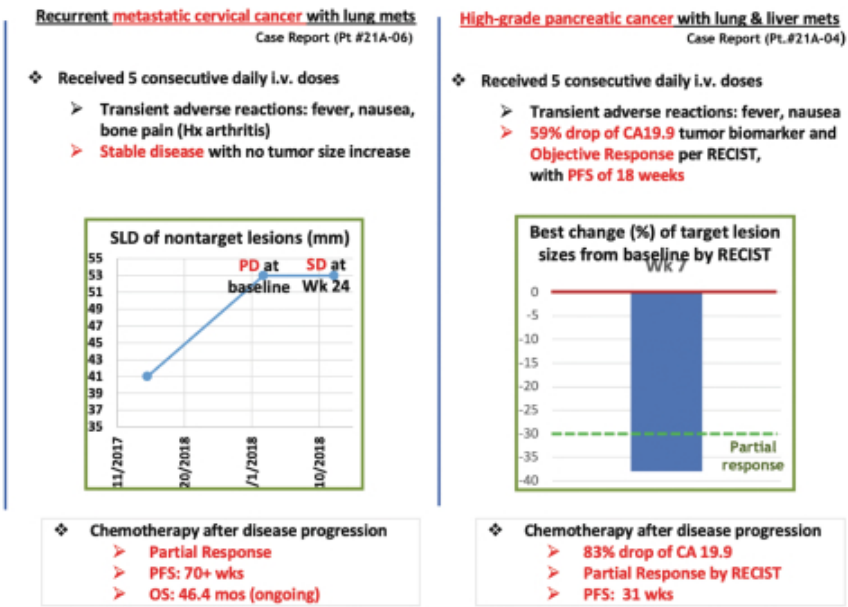 Recurrent metastatic cervical cancer with lung mets
Case Report (Pt #21A-06)
❖ Received 5 consecutive daily i.v. doses
➢ Transient adverse reactions: fever, nausea,
bone pain (Hx arthritis)
➢ Stable disease with no tumor size increase
SLD of nontarget lesions (mm)
55
53
51
49
47
45
43
41
39
37
35
PD at
baseline
SD at
Wk 24
11/2017
20/2018
/1/2018
10/2018
❖ Chemotherapy after disease progression
➢ Partial Response
➢ PFS: 70+ wks
➢ OS: 46.4 mos (ongoing)
High-grade pancreatic cancer with lung & liver mets
Case Report (Pt.#21A-04)
❖ Received 5 consecutive daily i.v. doses
➢ Transient adverse reactions: fever, nausea
➢ 59% drop of CA19.9 tumor biomarker and
Objective Response per RECIST,
with PFS of 18 weeks
Best change (%) of target lesion
sizes from baseline by RECIST
Wk 7
0
-5
-10
-15
-20
-25
-30
-35
-40
Partial
response
❖ Chemotherapy after disease progression
➢ 83% drop of CA 19.9
➢ Partial Response by RECIST
➢ PFS: 31 wks